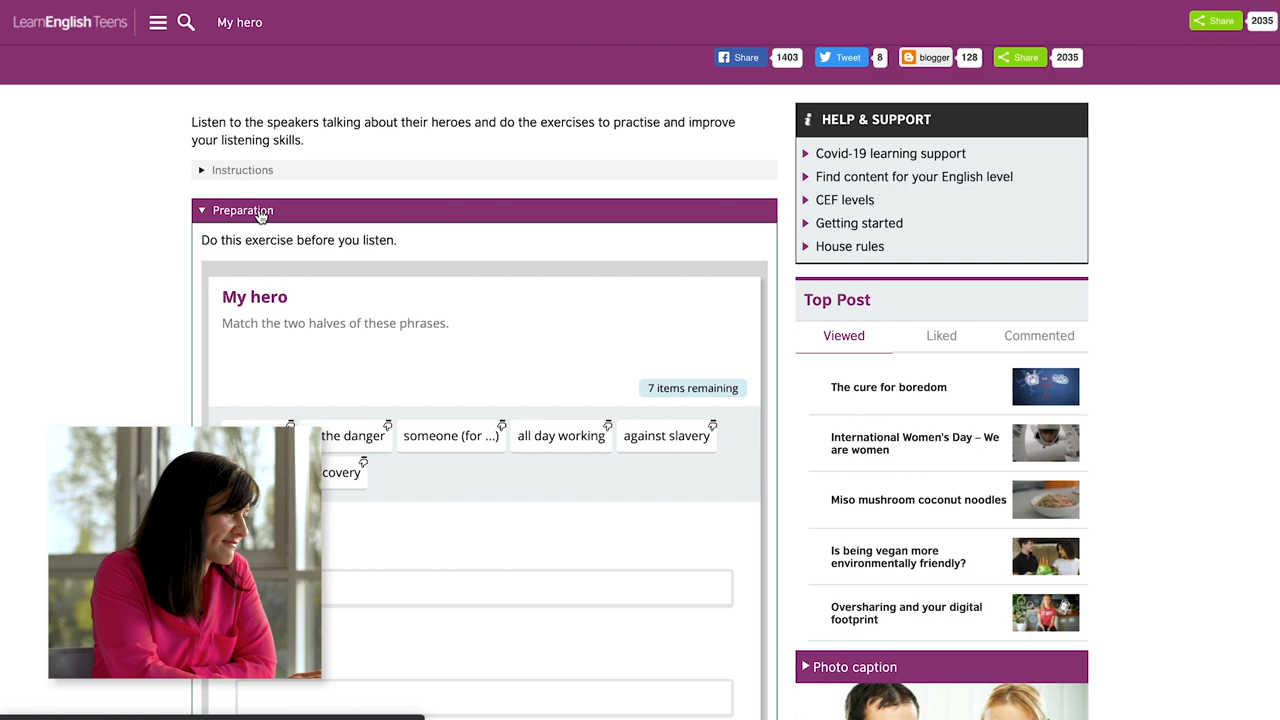 LearnEnglish Teens
My hero
Share
2035
Share
1403
Tweet
8
blogger
128
Share
2035
Listen to the speakers talking about their heroes and do the exercises to practise and improve
your listening skills.
Instructions
Preparation
Do this exercise before you listen.
My hero
Match the two halves of these phrases.
7 items remaining
the danger
someone (for ...)
all day working
against slavery
covery
HELP & SUPPORT
Covid-19 learning support
Find content for your English level
CEF levels
Getting started
House rules
Top Post
Viewed
Liked
Commented
The cure for boredom
International Women's Day – We
are women
Miso mushroom coconut noodles
Is being vegan more
environmentally friendly?
Oversharing and your digital
footprint
Photo caption